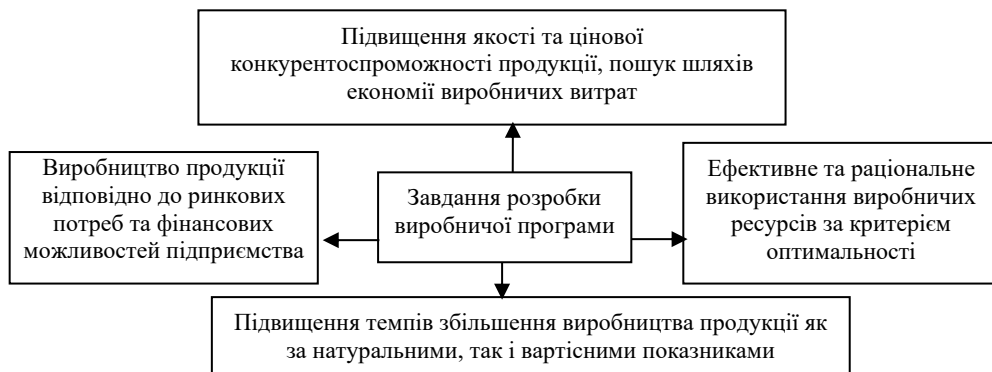 Підвищення якості та цінової
конкурентоспроможності продукції, пошук шляхів
економії виробничих витрат
Виробництво продукції
відповідно до ринкових
потреб та фінансових
можливостей підприємства
Завдання розробки
виробничої програми
Ефективне та раціональне
використання виробничих
ресурсів за критерієм
оптимальності
Підвищення темпів збільшення виробництва продукції як
за натуральними, так і вартісними показниками